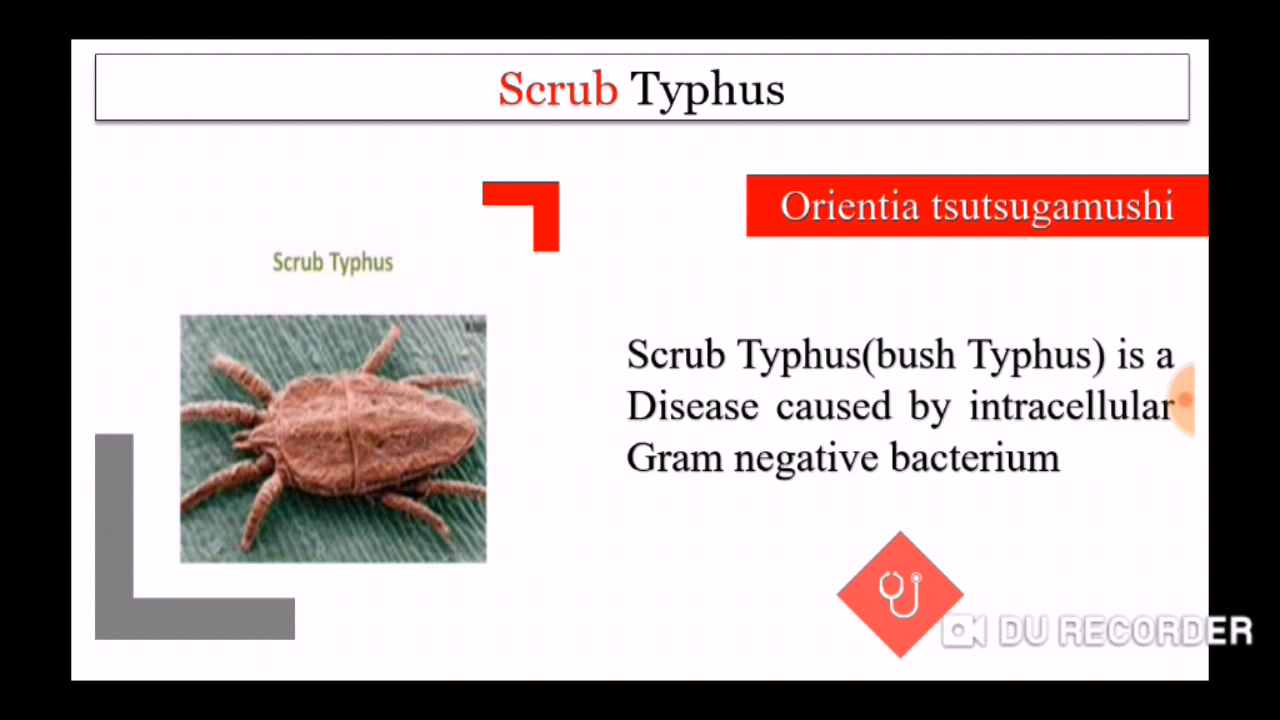 Scrub Typhus
Orientia tsutsugamushi
Scrub Typhus
Scrub Typhus(bush Typhus) is a
Disease caused by intracellular
Gram negative bacterium
DU RECORDER